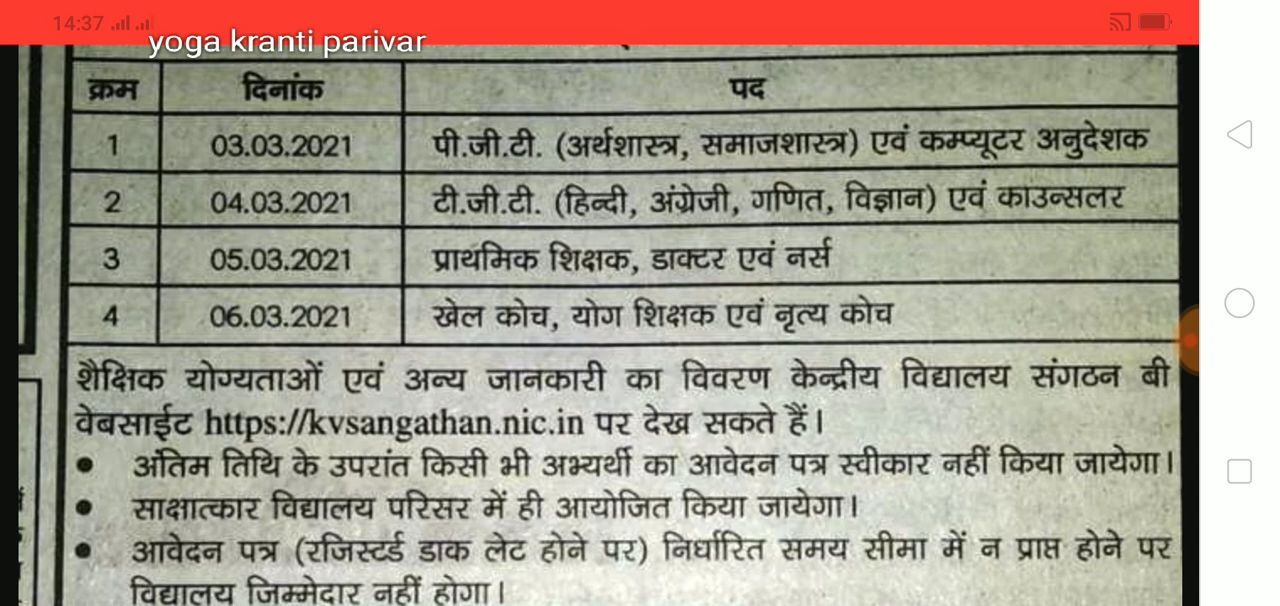 14:37
yoga kranti parivar
क्रम दिनांक पद
1 03.03.2021 पी.जी.टी. (अर्थशास्त्र, समाजशास्त्र) एवं कम्प्यूटर अनुदेशक
2 04.03.2021 टी.जी.टी. (हिन्दी, अंग्रेजी, गणित, विज्ञान) एवं काउन्सलर
3 05.03.2021 प्राथमिक शिक्षक, डाक्टर एवं नर्स
4 06.03.2021 खेल कोच, योग शिक्षक एवं नृत्य कोच
शैक्षिक योग्यताओं एवं अन्य जानकारी का विवरण केन्द्रीय विद्यालय संगठन बी
वेबसाईट https://kvsangathan.nic.in पर देख सकते हैं।
• अंतिम तिथि के उपरांत किसी भी अभ्यर्थी का आवेदन पत्र स्वीकार नहीं किया जायेगा।
• साक्षात्कार विद्यालय परिसर में ही आयोजित किया जायेगा।
• आवेदन पत्र (रजिस्टर्ड डाक लेट होने पर) निर्धारित समय सीमा में न प्राप्त होने पर
विद्यालय जिम्मेदार नहीं होगा।